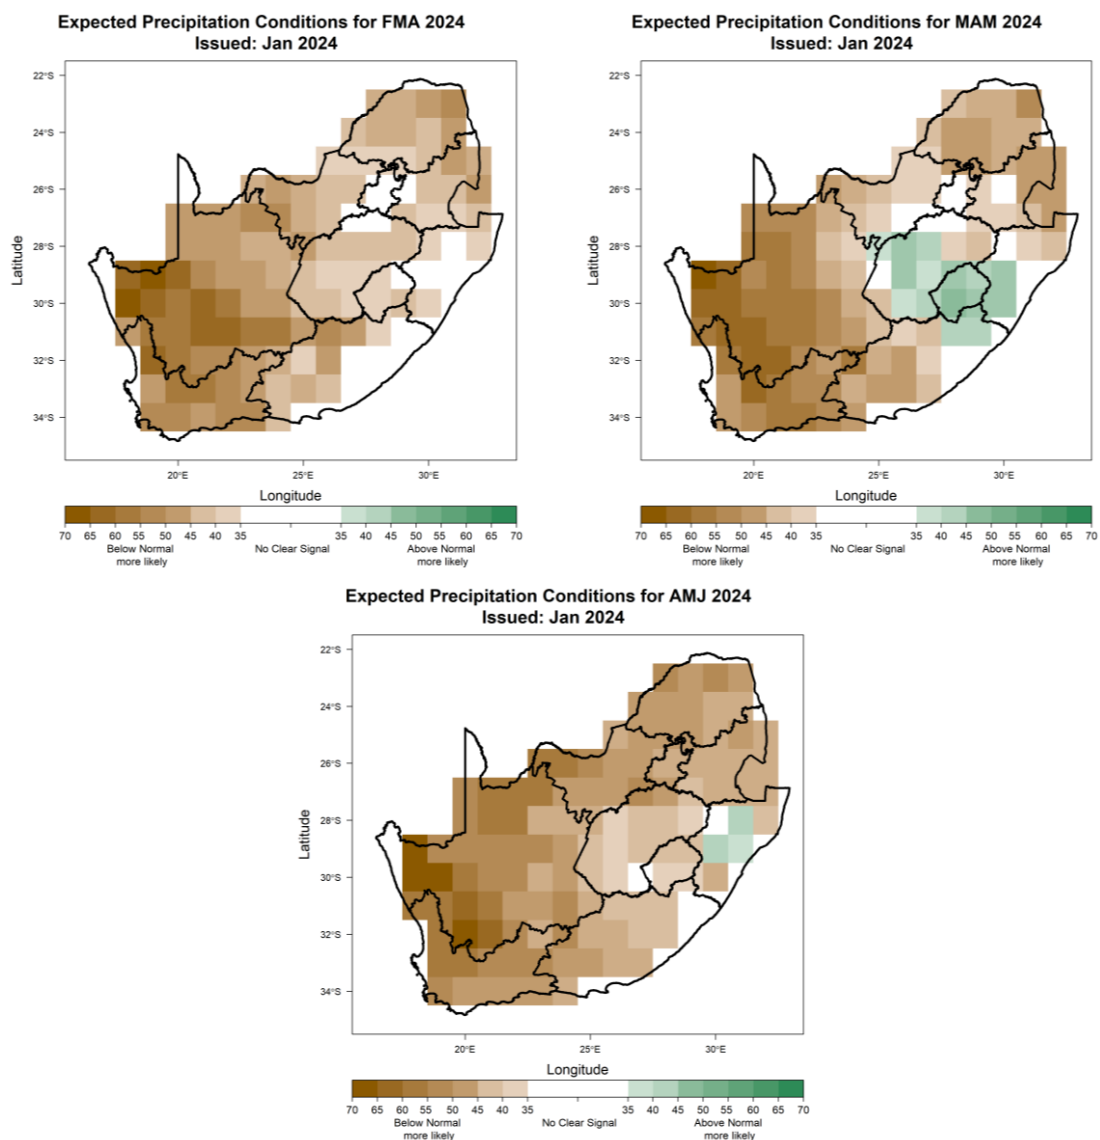 Expected Precipitation Conditions for FMA 2024
Issued: Jan 2024
22°S
24°S
26°S
28°S
30°S
32°S
34°S
Latitude
20°E 25°E 30°E
Longitude
70 65 60 55 50 45 40 35 35 40 45 50 55 60 65 70
Below Normal No Clear Signal Above Normal
more likely more likely
Expected Precipitation Conditions for MAM 2024
Issued: Jan 2024
22°S
24°S
26°S
28°S
30°S
32°S
34°S
Latitude
20°E 25°E 30°E
Longitude
70 65 60 55 50 45 40 35 35 40 45 50 55 60 65 70
Below Normal No Clear Signal Above Normal
more likely more likely
Expected Precipitation Conditions for AMJ 2024
Issued: Jan 2024
22°S
24°S
26°S
28°S
30°S
32°S
34°S
Latitude
20°E 25°E 30°E
Longitude
70 65 60 55 50 45 40 35 35 40 45 50 55 60 65 70
Below Normal No Clear Signal Above Normal
more likely more likely